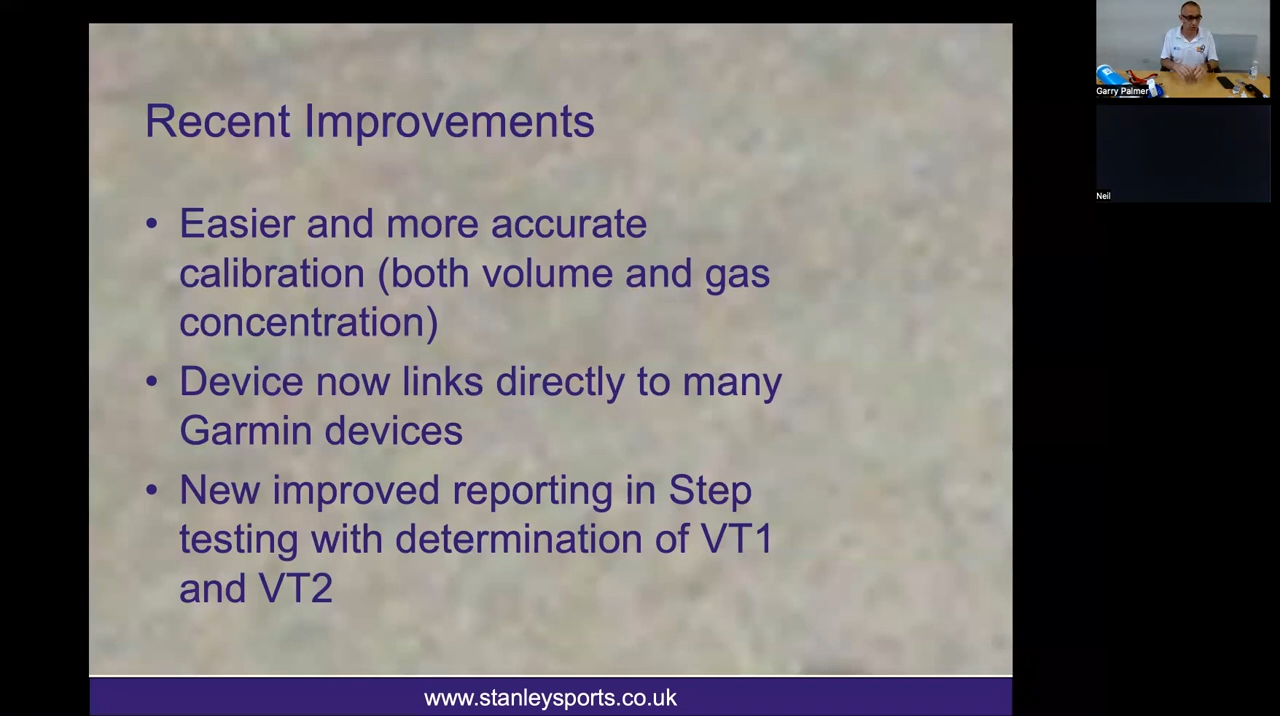 Recent Improvements
• Easier and more accurate
calibration (both volume and gas
concentration)
• Device now links directly to many
Garmin devices
• New improved reporting in Step
testing with determination of VT1
and VT2
www.stanleysports.co.uk
Garry Palmer
Neil